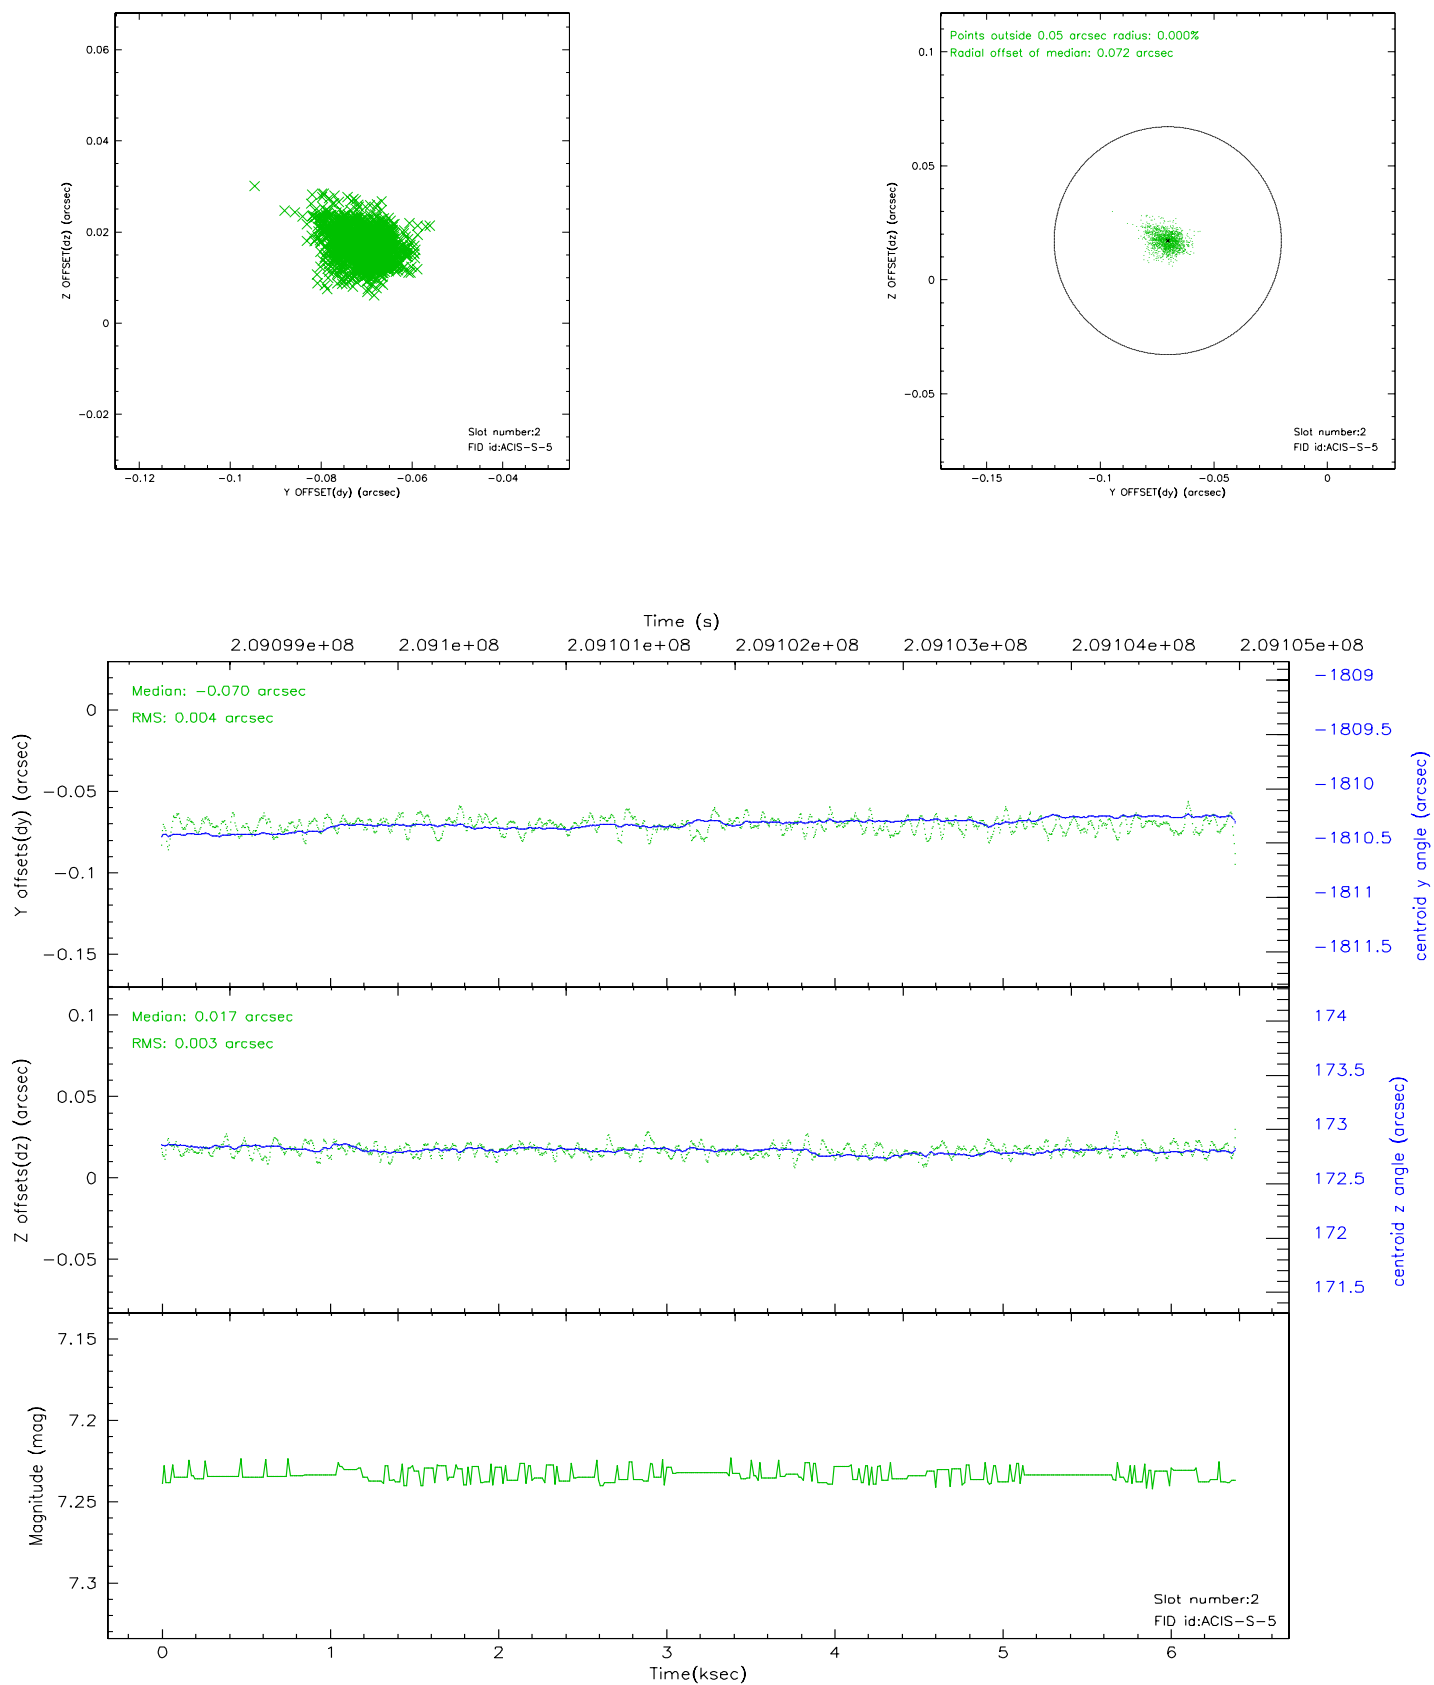 0.06
0.04
0.02
0
−0.02
Z OFFSET(dz) (arcsec)
Slot number:2
FID id:ACIS−S−5
−0.12 −0.1 −0.08 −0.06 −0.04
Y OFFSET(dy) (arcsec)
Points outside 0.05 arcsec radius: 0.000%
Radial offset of median: 0.072 arcsec
0.1
0.05
0
−0.05
Z OFFSET(dz) (arcsec)
Slot number:2
FID id:ACIS−S−5
−0.15 −0.1 −0.05 0
Y OFFSET(dy) (arcsec)
Time (s)
2.09099e+08 2.091e+08 2.09101e+08 2.09102e+08 2.09103e+08 2.09104e+08 2.09105e+08
Median: −0.070 arcsec
RMS: 0.004 arcsec
0
−0.05
−0.1
−0.15
Y offsets(dy) (arcsec)
−1809
−1809.5
−1810
−1810.5
−1811
−1811.5
centroid y angle (arcsec)
Median: 0.017 arcsec
RMS: 0.003 arcsec
0.1
0.05
0
−0.05
Z offsets(dz) (arcsec)
174
173.5
173
172.5
172
171.5
centroid z angle (arcsec)
7.15
7.2
7.25
7.3
Magnitude (mag)
Slot number:2
FID id:ACIS−S−5
0 1 2 3 4 5 6
Time(ksec)